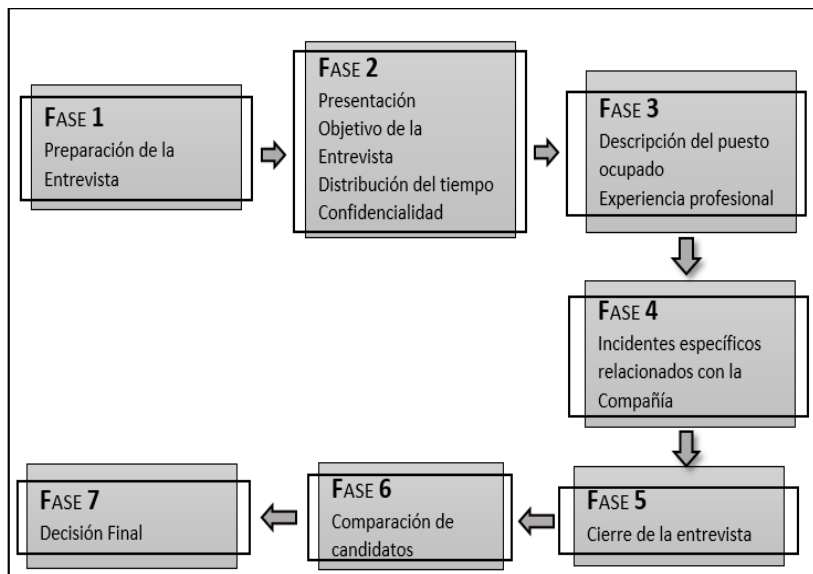 FASE 1
Preparación de la
Entrevista
FASE 2
Presentación
Objetivo de la
Entrevista
Distribución del tiempo
Confidencialidad
FASE 3
Descripción del puesto
ocupado
Experiencia profesional
FASE 4
Incidentes específicos
relacionados con la
Compañía
FASE 5
Cierre de la entrevista
FASE 6
Comparación de
candidatos
FASE 7
Decisión Final